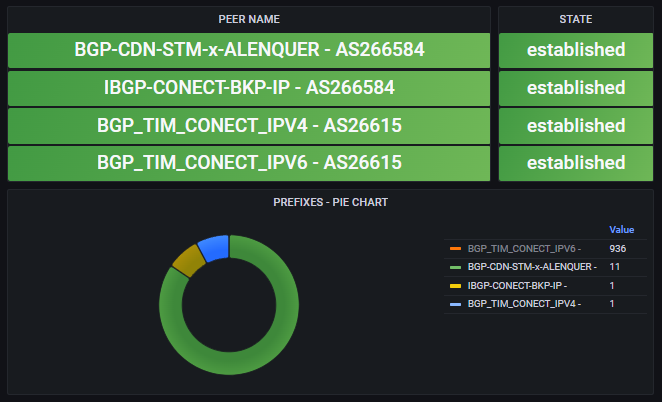 PEER NAME STATE
BGP-CDN-STM-x-ALENQUER - AS266584 established
IBGP-CONECT-BKP-IP - AS266584 established
BGP_TIM_CONECT_IPV4 - AS26615 established
BGP_TIM_CONECT_IPV6 - AS26615 established
PREFIXES - PIE CHART
Value
BGP_TIM_CONECT_IPV6 - 936
BGP-CDN-STM-x-ALENQUER - 11
IBGP-CONECT-BKP-IP - 1
BGP_TIM_CONECT_IPV4 - 1